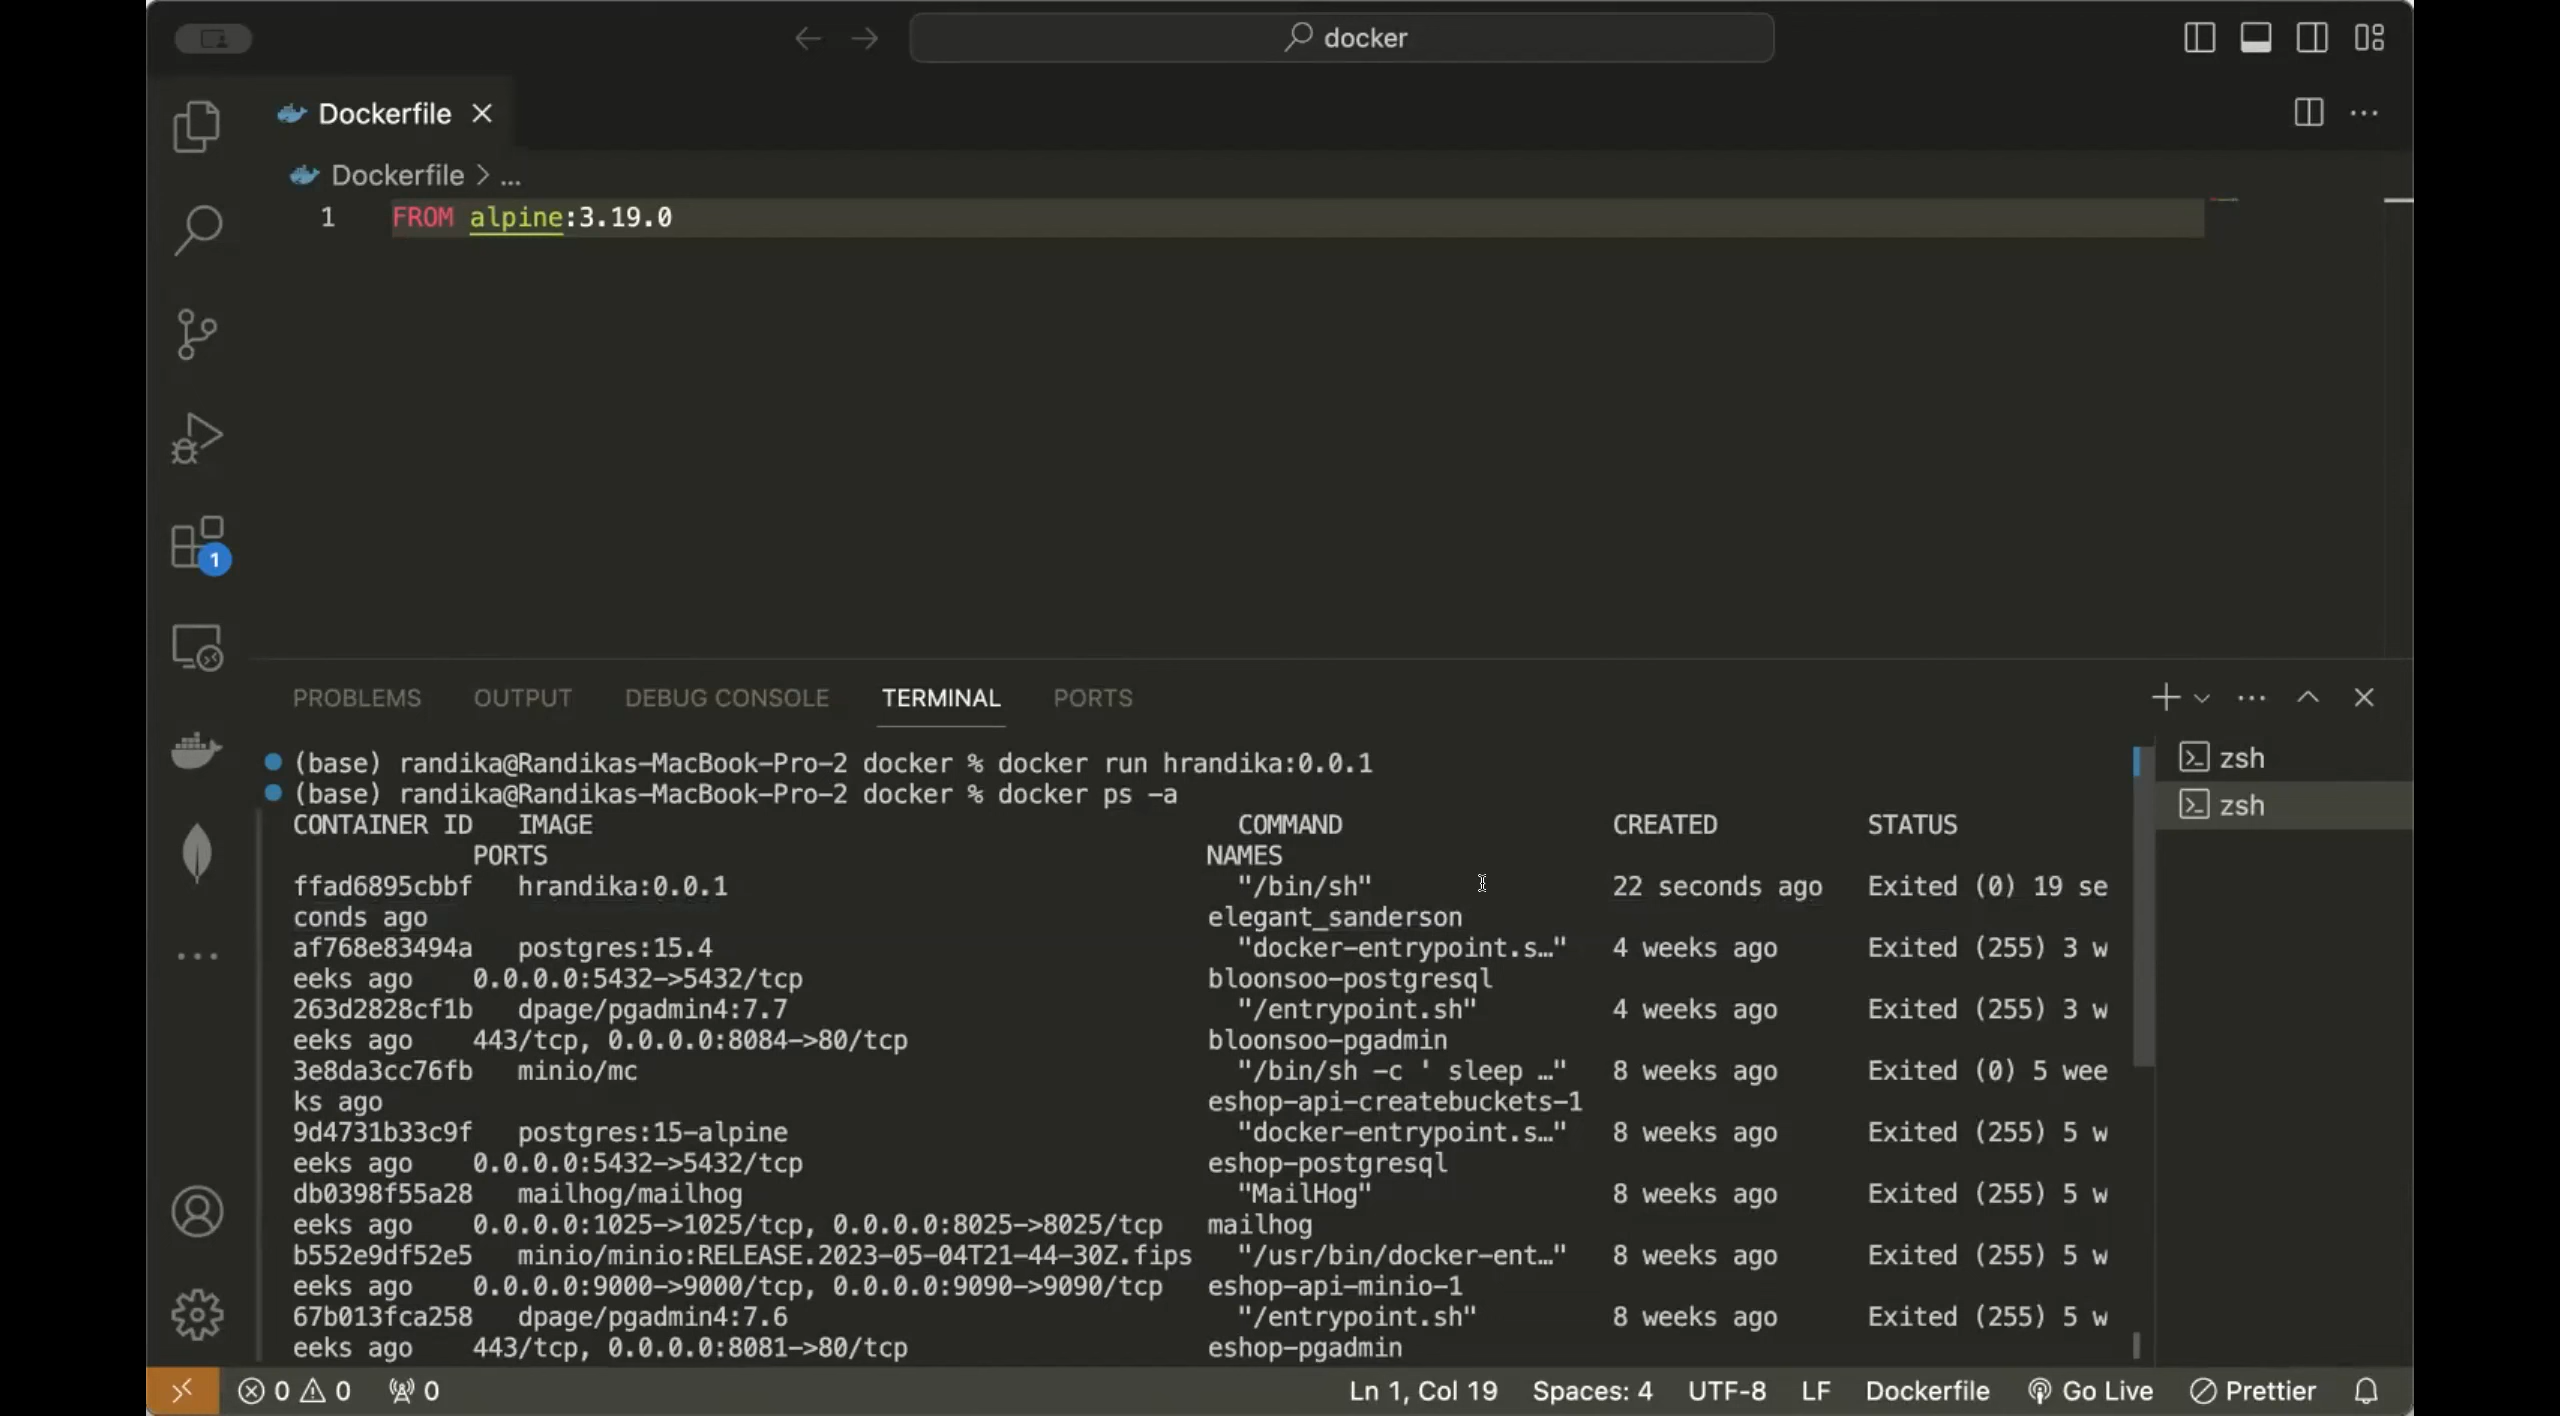 docker
Dockerfile
Dockerfile > ...
1 FROM alpine:3.19.0
1
PROBLEMS OUTPUT DEBUG CONSOLE TERMINAL PORTS
zsh
zsh
(base) randika@Randikas-MacBook-Pro-2 docker % docker run hrandika:0.0.1
(base) randika@Randikas-MacBook-Pro-2 docker % docker ps -a
CONTAINER ID IMAGE COMMAND CREATED STATUS
PORTS NAMES
ffad6895cbbf hrandika:0.0.1 "/bin/sh" 22 seconds ago Exited (0) 19 se
conds ago elegant_sanderson
af768e83494a postgres:15.4 "docker-entrypoint.s…" 4 weeks ago Exited (255) 3 w
eeks ago 0.0.0.0:5432->5432/tcp bloonsoo-postgresql
263d2828cf1b dpage/pgadmin4:7.7 "/entrypoint.sh" 4 weeks ago Exited (255) 3 w
eeks ago 443/tcp, 0.0.0.0:8084->80/tcp bloonsoo-pgadmin
3e8da3cc76fb minio/mc "/bin/sh -c ' sleep …" 8 weeks ago Exited (0) 5 wee
ks ago eshop-api-createbuckets-1
9d4731b33c9f postgres:15-alpine "docker-entrypoint.s…" 8 weeks ago Exited (255) 5 w
eeks ago 0.0.0.0:5432->5432/tcp eshop-postgresql
db0398f55a28 mailhog/mailhog "MailHog" 8 weeks ago Exited (255) 5 w
eeks ago 0.0.0.0:1025->1025/tcp, 0.0.0.0:8025->8025/tcp mailhog
b552e9df52e5 minio/minio:RELEASE.2023-05-04T21-44-30Z.fips "/usr/bin/docker-ent…" 8 weeks ago Exited (255) 5 w
eeks ago 0.0.0.0:9000->9000/tcp, 0.0.0.0:9090->9090/tcp eshop-api-minio-1
67b013fca258 dpage/pgadmin4:7.6 "/entrypoint.sh" 8 weeks ago Exited (255) 5 w
eeks ago 443/tcp, 0.0.0.0:8081->80/tcp eshop-pgadmin
0 0 0 Ln 1, Col 19 Spaces: 4 UTF-8 LF Dockerfile Go Live Prettier